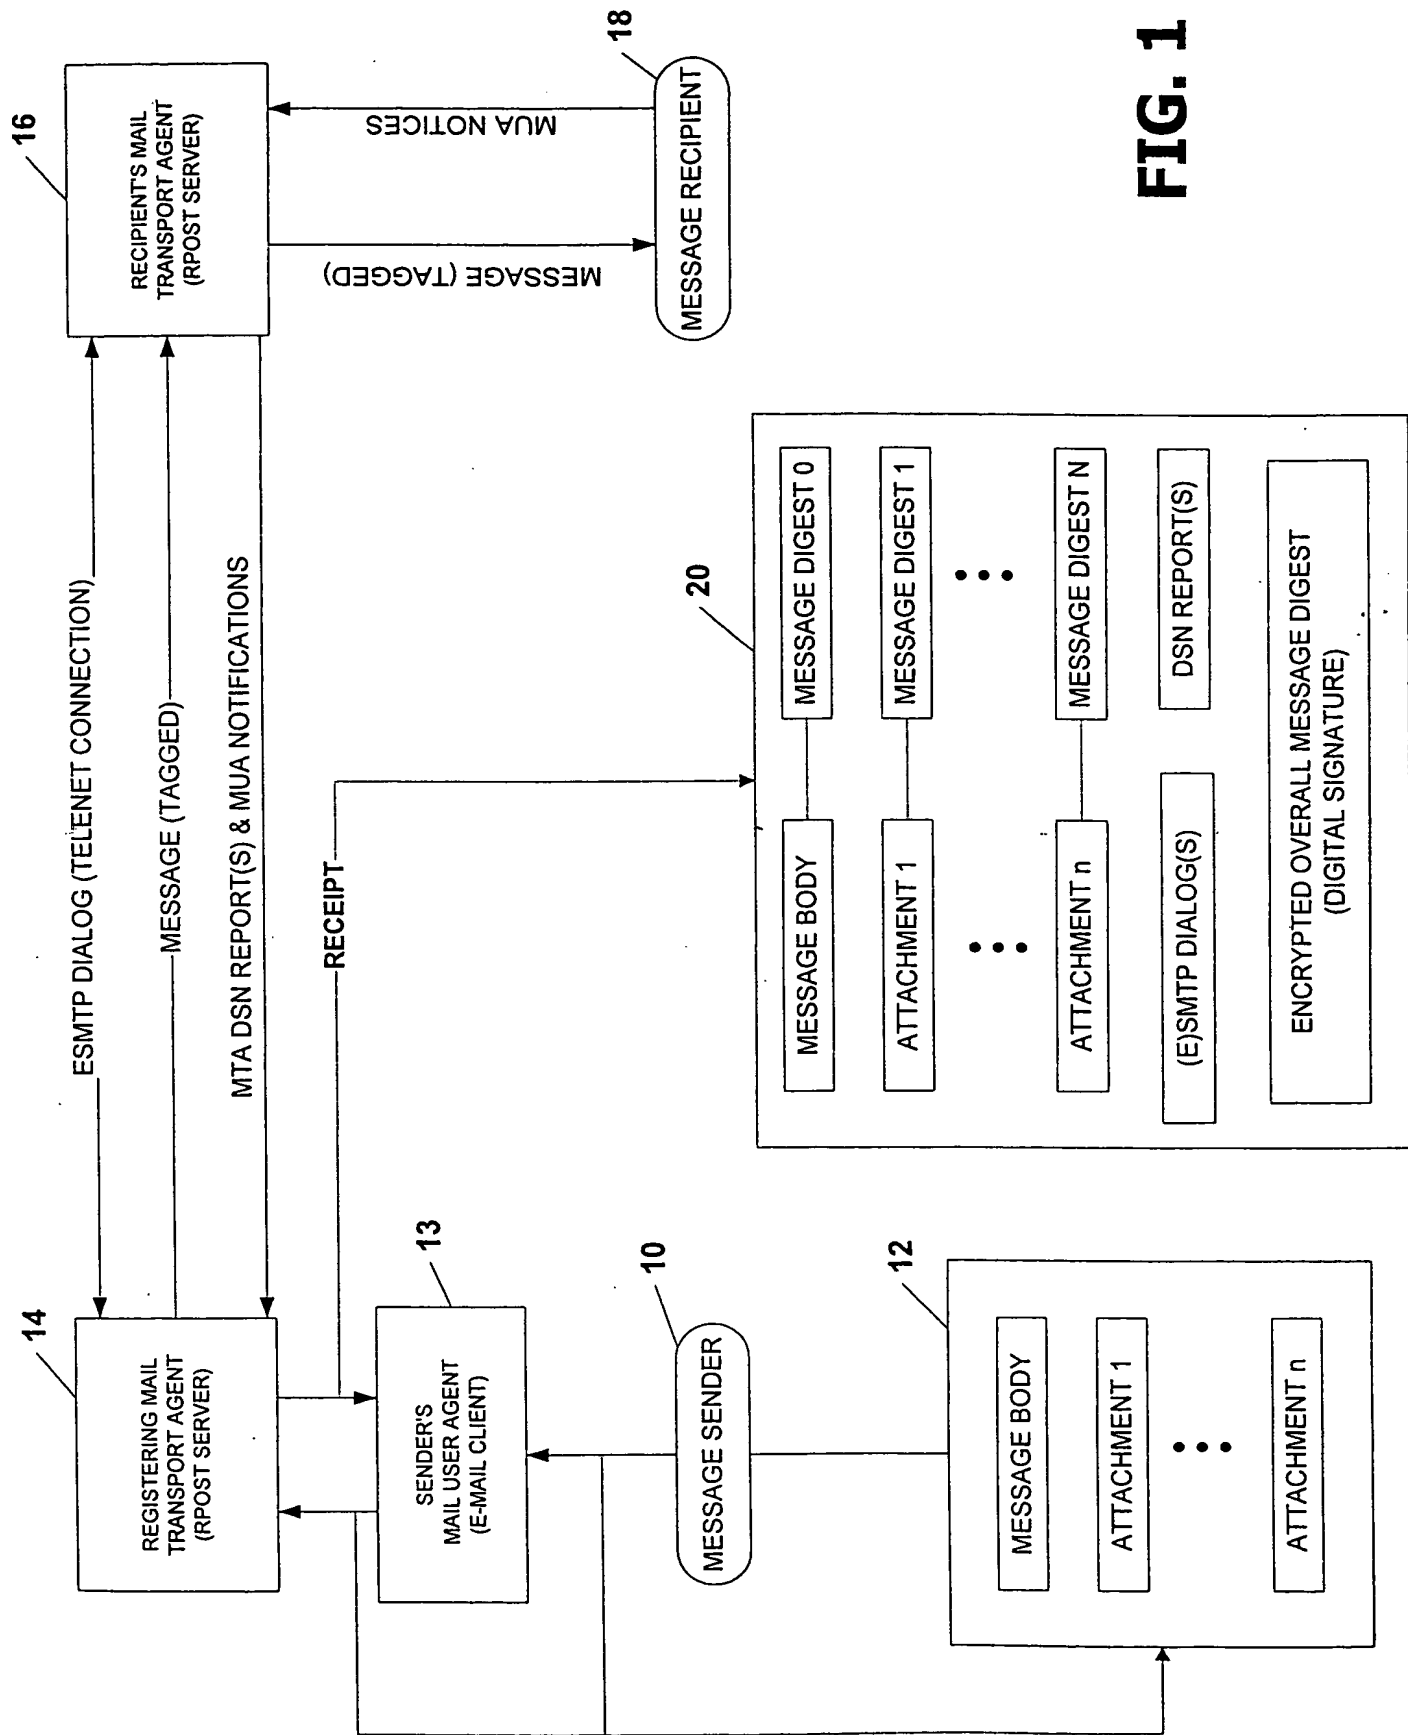 14
REGISTERING MAIL
TRANSPORT AGENT
(RPOST SERVER)
ESMTP DIALOG (TELENET CONNECTION)
MESSAGE (TAGGED)
MTA DSN REPORT(S) & MUA NOTIFICATIONS
16
RECIPIENT'S MAIL
TRANSPORT AGENT
(RPOST SERVER)
RECEIPT
13
SENDER'S
MAIL USER AGENT
(E-MAIL CLIENT)
MESSAGE (TAGGED)
MUA NOTICES
10
MESSAGE SENDER
18
MESSAGE RECIPIENT
12
MESSAGE BODY
ATTACHMENT 1
•••
ATTACHMENT n
20
MESSAGE BODY
MESSAGE DIGEST 0
ATTACHMENT 1
MESSAGE DIGEST 1
•••
•••
ATTACHMENT n
MESSAGE DIGEST N
(E)SMTP DIALOG(S)
DSN REPORT(S)
ENCRYPTED OVERALL MESSAGE DIGEST
(DIGITAL SIGNATURE)
FIG. 1